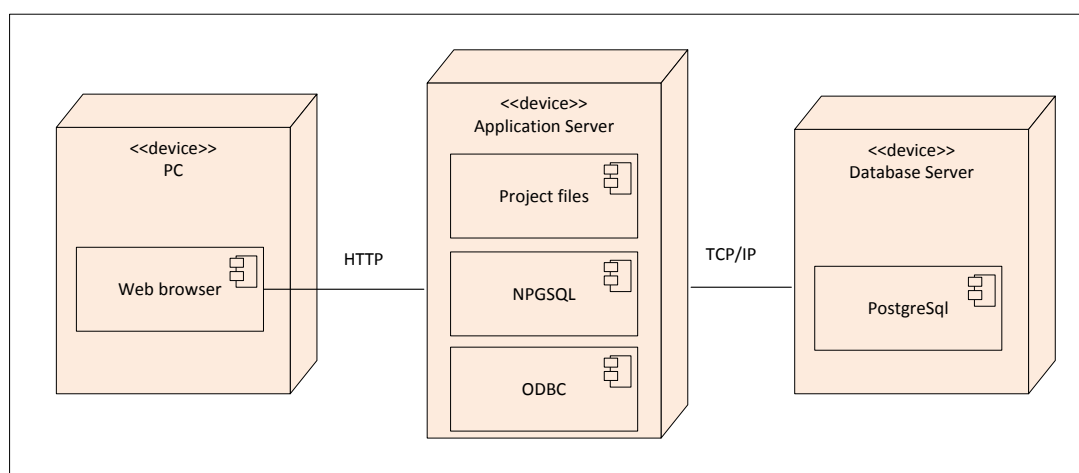 <<device>>
PC
Web browser
HTTP
<<device>>
Application Server
Project files
NPGSQL
ODBC
TCP/IP
<<device>>
Database Server
PostgreSql